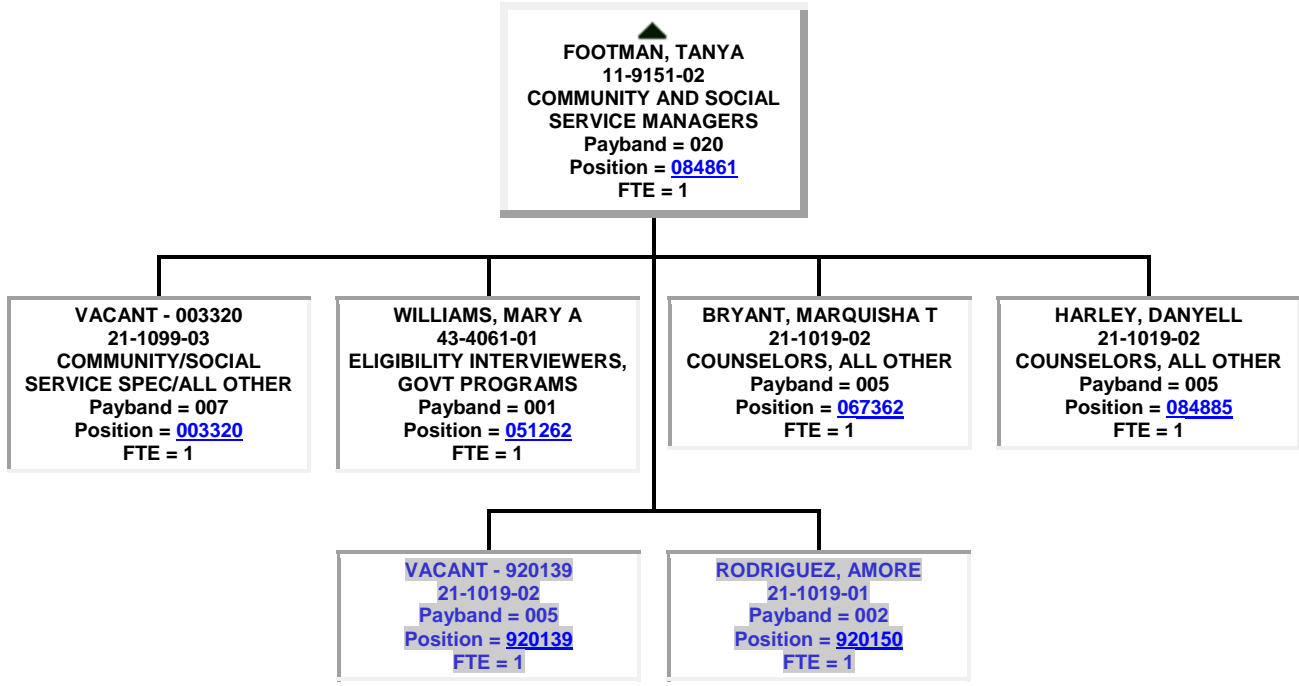 FOOTMAN, TANYA
11-9151-02
COMMUNITY AND SOCIAL
SERVICE MANAGERS
Payband = 020
Position = 084861
FTE = 1
VACANT - 003320
21-1099-03
COMMUNITY/SOCIAL
SERVICE SPEC/ALL OTHER
Payband = 007
Position = 003320
FTE = 1
WILLIAMS, MARY A
43-4061-01
ELIGIBILITY INTERVIEWERS,
GOVT PROGRAMS
Payband = 001
Position = 051262
FTE = 1
BRYANT, MARQUISHA T
21-1019-02
COUNSELORS, ALL OTHER
Payband = 005
Position = 067362
FTE = 1
HARLEY, DANYELL
21-1019-02
COUNSELORS, ALL OTHER
Payband = 005
Position = 084885
FTE = 1
VACANT - 920139
21-1019-02
Payband = 005
Position = 920139
FTE = 1
RODRIGUEZ, AMORE
21-1019-01
Payband = 002
Position = 920150
FTE = 1